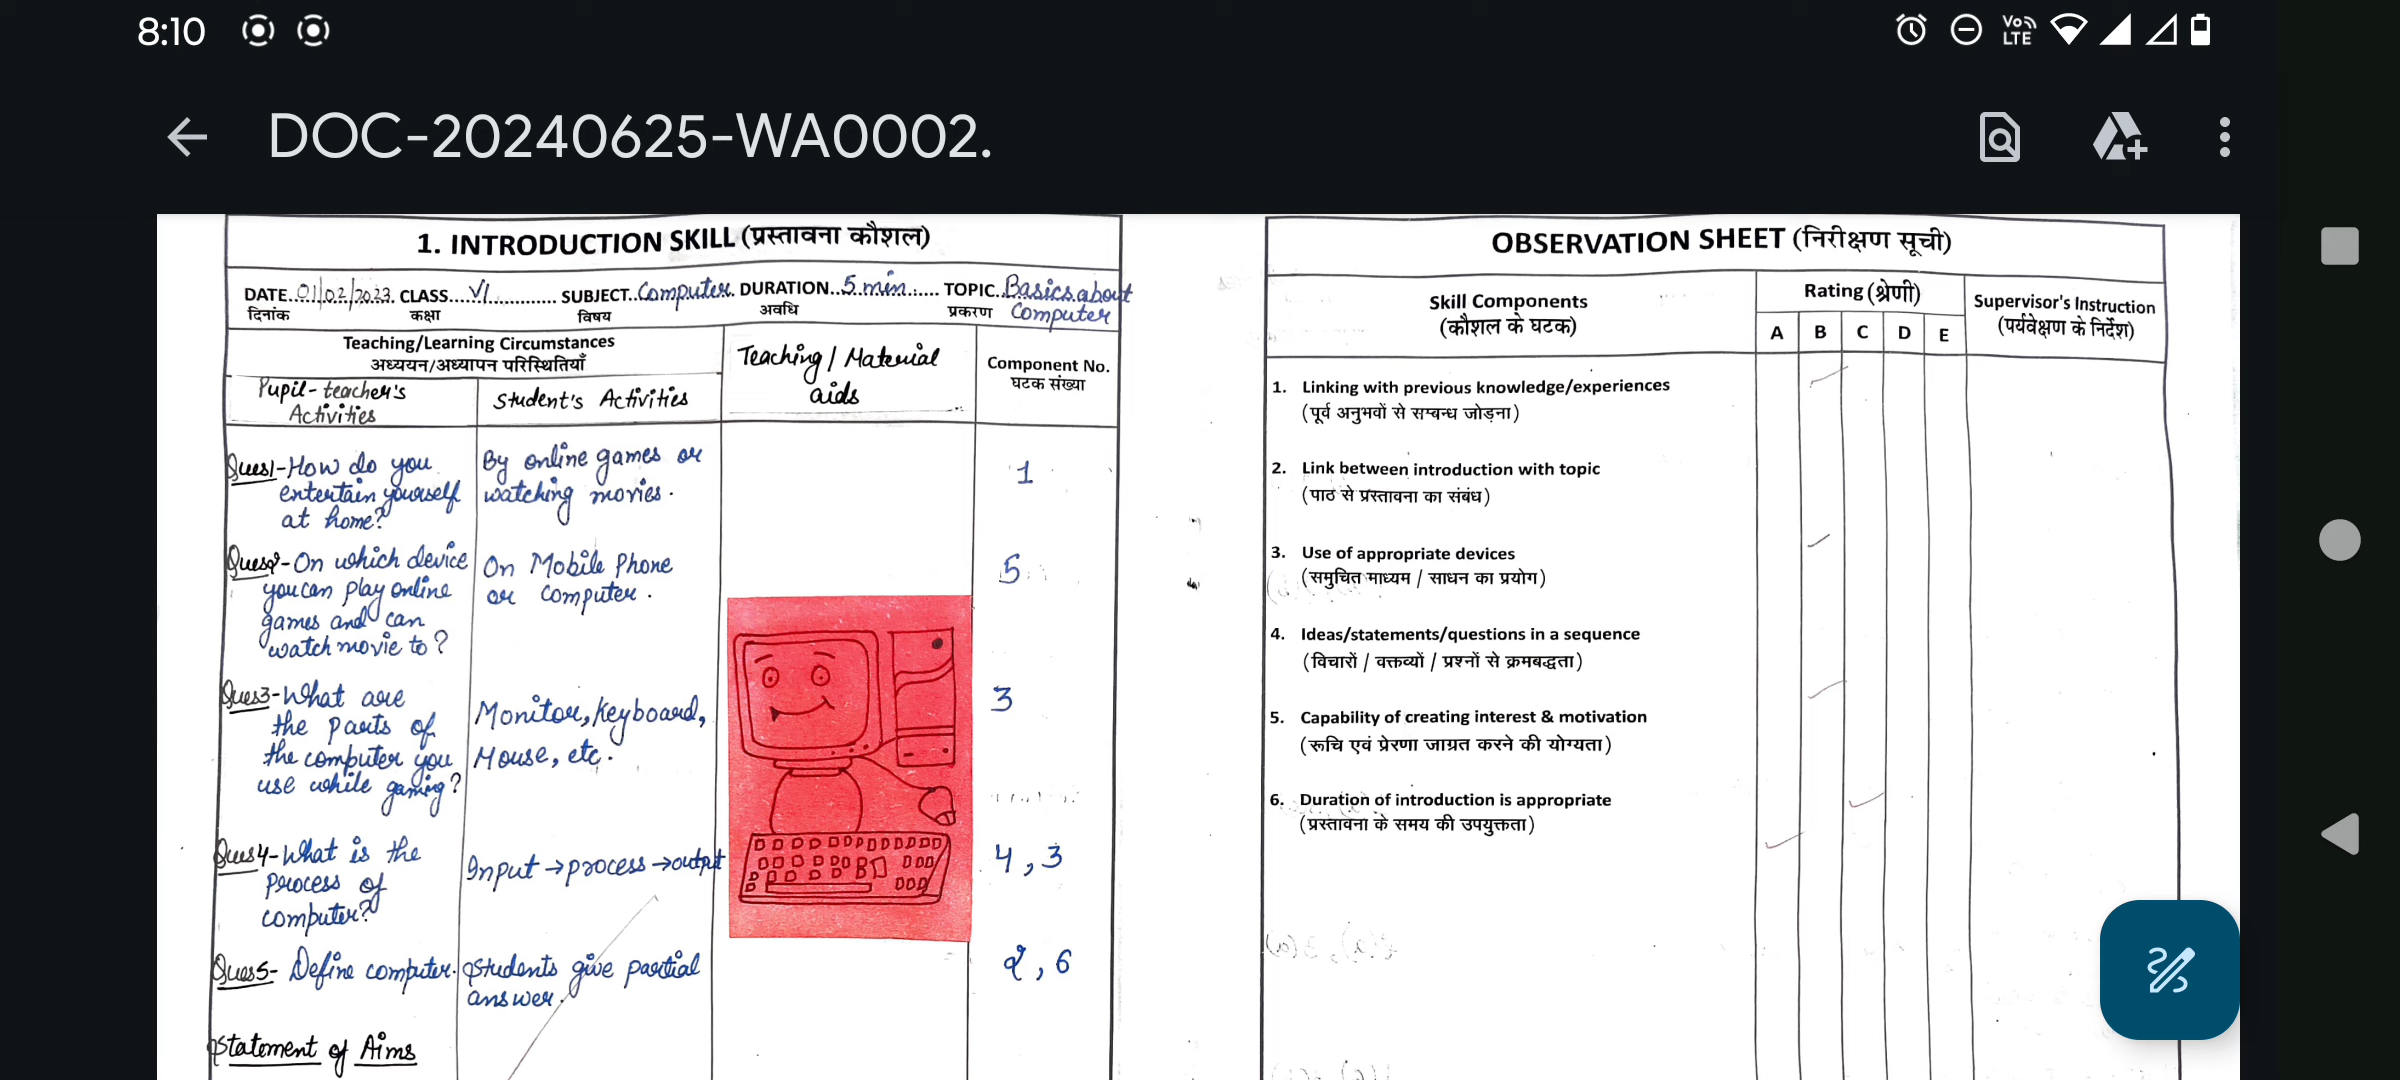 8:10
Vo LTE
DOC-20240625-WA0002.
1. INTRODUCTION SKILL (प्रस्तावना कौशल)
DATE..01/02/2023. CLASS.....VI.............. SUBJECT..Computer. DURATION..5 min...... TOPIC..Basics about
दिनांक कक्षा विषय अवधि प्रकरण Computer
Teaching/Learning Circumstances
अध्ययन/अध्यापन परिस्थितियाँ
Pupil-teacher's
Activities
Student's Activities
Teaching / Material
aids
Component No.
घटक संख्या
Ques1-How do you
entertain yourself
at home?
By online games or
watching movies.
1
Ques2-On which device
you can play online
games and can
watch movie to?
On Mobile Phone
or computer.
5
Ques3-What are
the parts of
the computer you
use while gaming?
Monitor, keyboard,
Mouse, etc.
3
Ques4-What is the
process of
computer?
Input → process → output
4, 3
Ques5- Define computer.
Students give partial
answer.
2, 6
Statement of Aims
OBSERVATION SHEET (निरीक्षण सूची)
Skill Components
(कौशल के घटक)
Rating (श्रेणी)
A B C D E
Supervisor's Instruction
(पर्यवेक्षण के निर्देश)
1. Linking with previous knowledge/experiences
(पूर्व अनुभवों से सम्बन्ध जोड़ना)
2. Link between introduction with topic
(पाठ से प्रस्तावना का संबंध)
3. Use of appropriate devices
(समुचित माध्यम / साधन का प्रयोग)
4. Ideas/statements/questions in a sequence
(विचारों / वक्तव्यों / प्रश्नों से क्रमबद्धता)
5. Capability of creating interest & motivation
(रूचि एवं प्रेरणा जाग्रत करने की योग्यता)
6. Duration of introduction is appropriate
(प्रस्तावना के समय की उपयुक्तता)